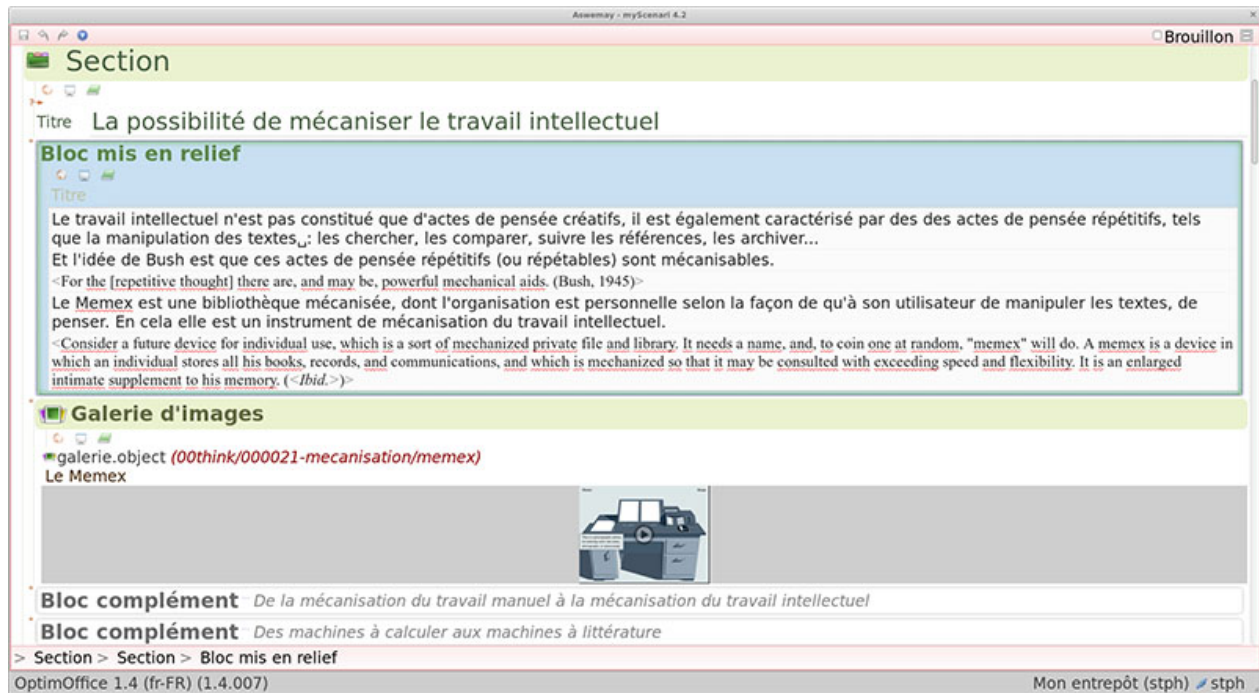 Aswemay - myScenari 4.2
Brouillon
Section
Titre La possibilité de mécaniser le travail intellectuel
Bloc mis en relief
Titre
Le travail intellectuel n'est pas constitué que d'actes de pensée créatifs, il est également caractérisé par des des actes de pensée répétitifs, tels
que la manipulation des textes␣: les chercher, les comparer, suivre les références, les archiver...
Et l'idée de Bush est que ces actes de pensée répétitifs (ou répétables) sont mécanisables.
<For the [repetitive thought] there are, and may be, powerful mechanical aids. (Bush, 1945)>
Le Memex est une bibliothèque mécanisée, dont l'organisation est personnelle selon la façon de qu'à son utilisateur de manipuler les textes, de
penser. En cela elle est un instrument de mécanisation du travail intellectuel.
<Consider a future device for individual use, which is a sort of mechanized private file and library. It needs a name, and, to coin one at random, "memex" will do. A memex is a device in
which an individual stores all his books, records, and communications, and which is mechanized so that it may be consulted with exceeding speed and flexibility. It is an enlarged
intimate supplement to his memory. (<Ibid.>)>
Galerie d'images
galerie.object (00think/000021-mecanisation/memex)
Le Memex
Bloc complément De la mécanisation du travail manuel à la mécanisation du travail intellectuel
Bloc complément Des machines à calculer aux machines à littérature
> Section > Section > Bloc mis en relief
OptimOffice 1.4 (fr-FR) (1.4.007) Mon entrepôt (stph) stph